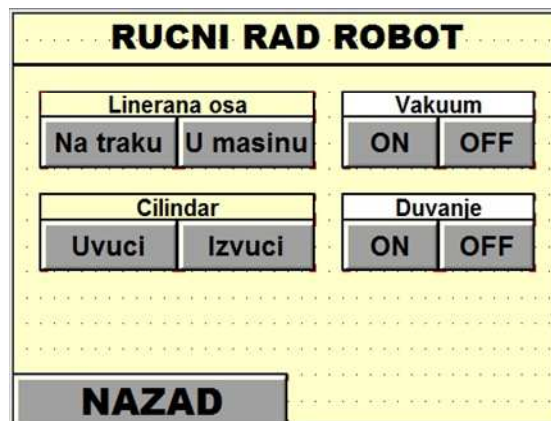 RUCNI RAD ROBOT
Linerana osa
Na traku U masinu
Vakuum
ON OFF
Cilindar
Uvuci Izvuci
Duvanje
ON OFF
NAZAD